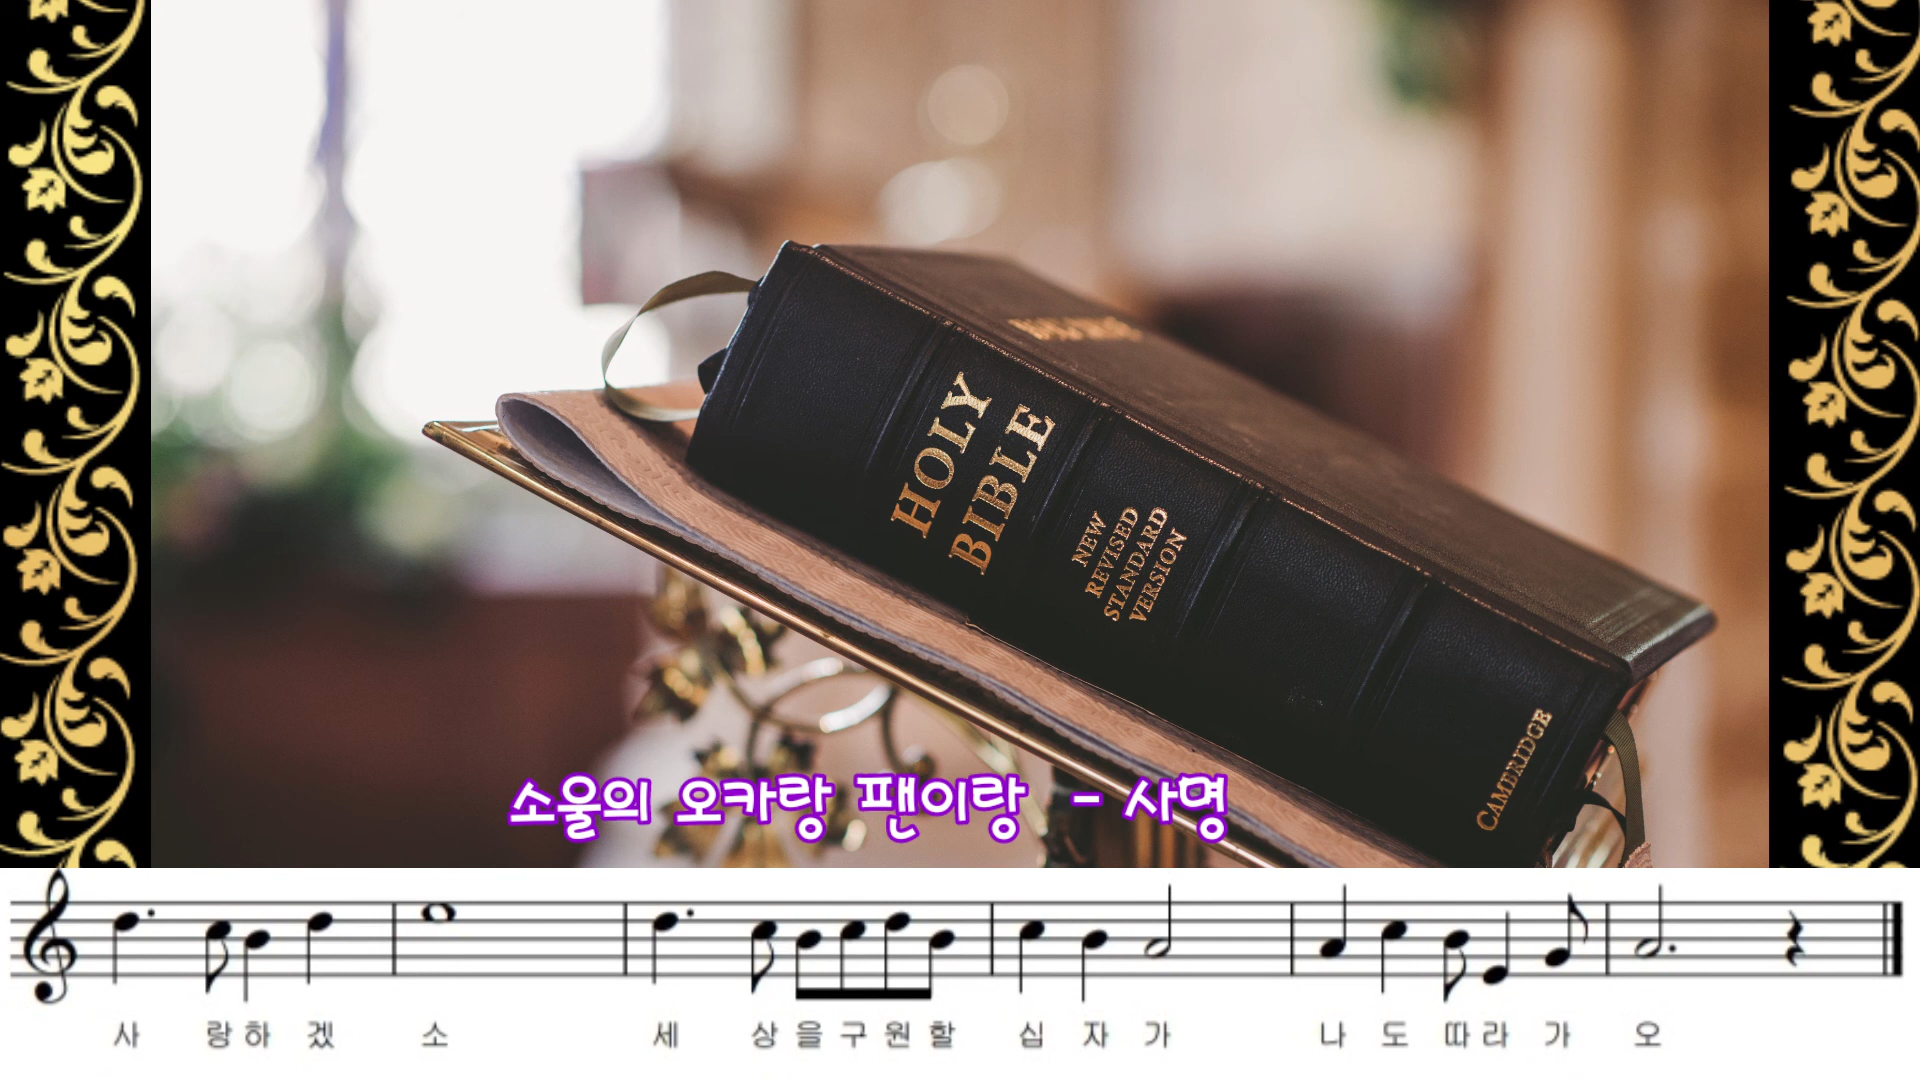 HOLY
BIBLE
NEW
REVISED
STANDARD
VERSION
CAMBRIDGE
소울의 오카랑 팬이랑 - 사명
사 랑하 겠 소 세 상을구원할 십 자 가 나 도 따라 가 오